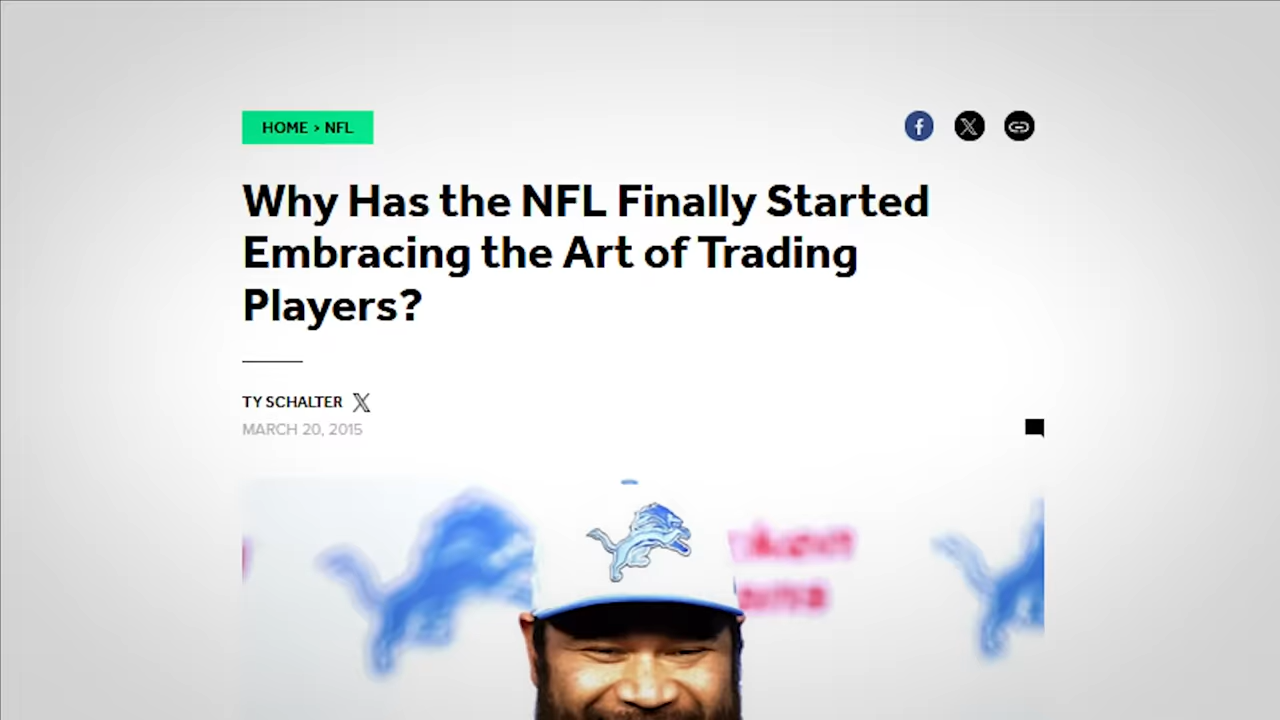 HOME > NFL
Why Has the NFL Finally Started
Embracing the Art of Trading
Players?
TY SCHALTER
MARCH 20, 2015